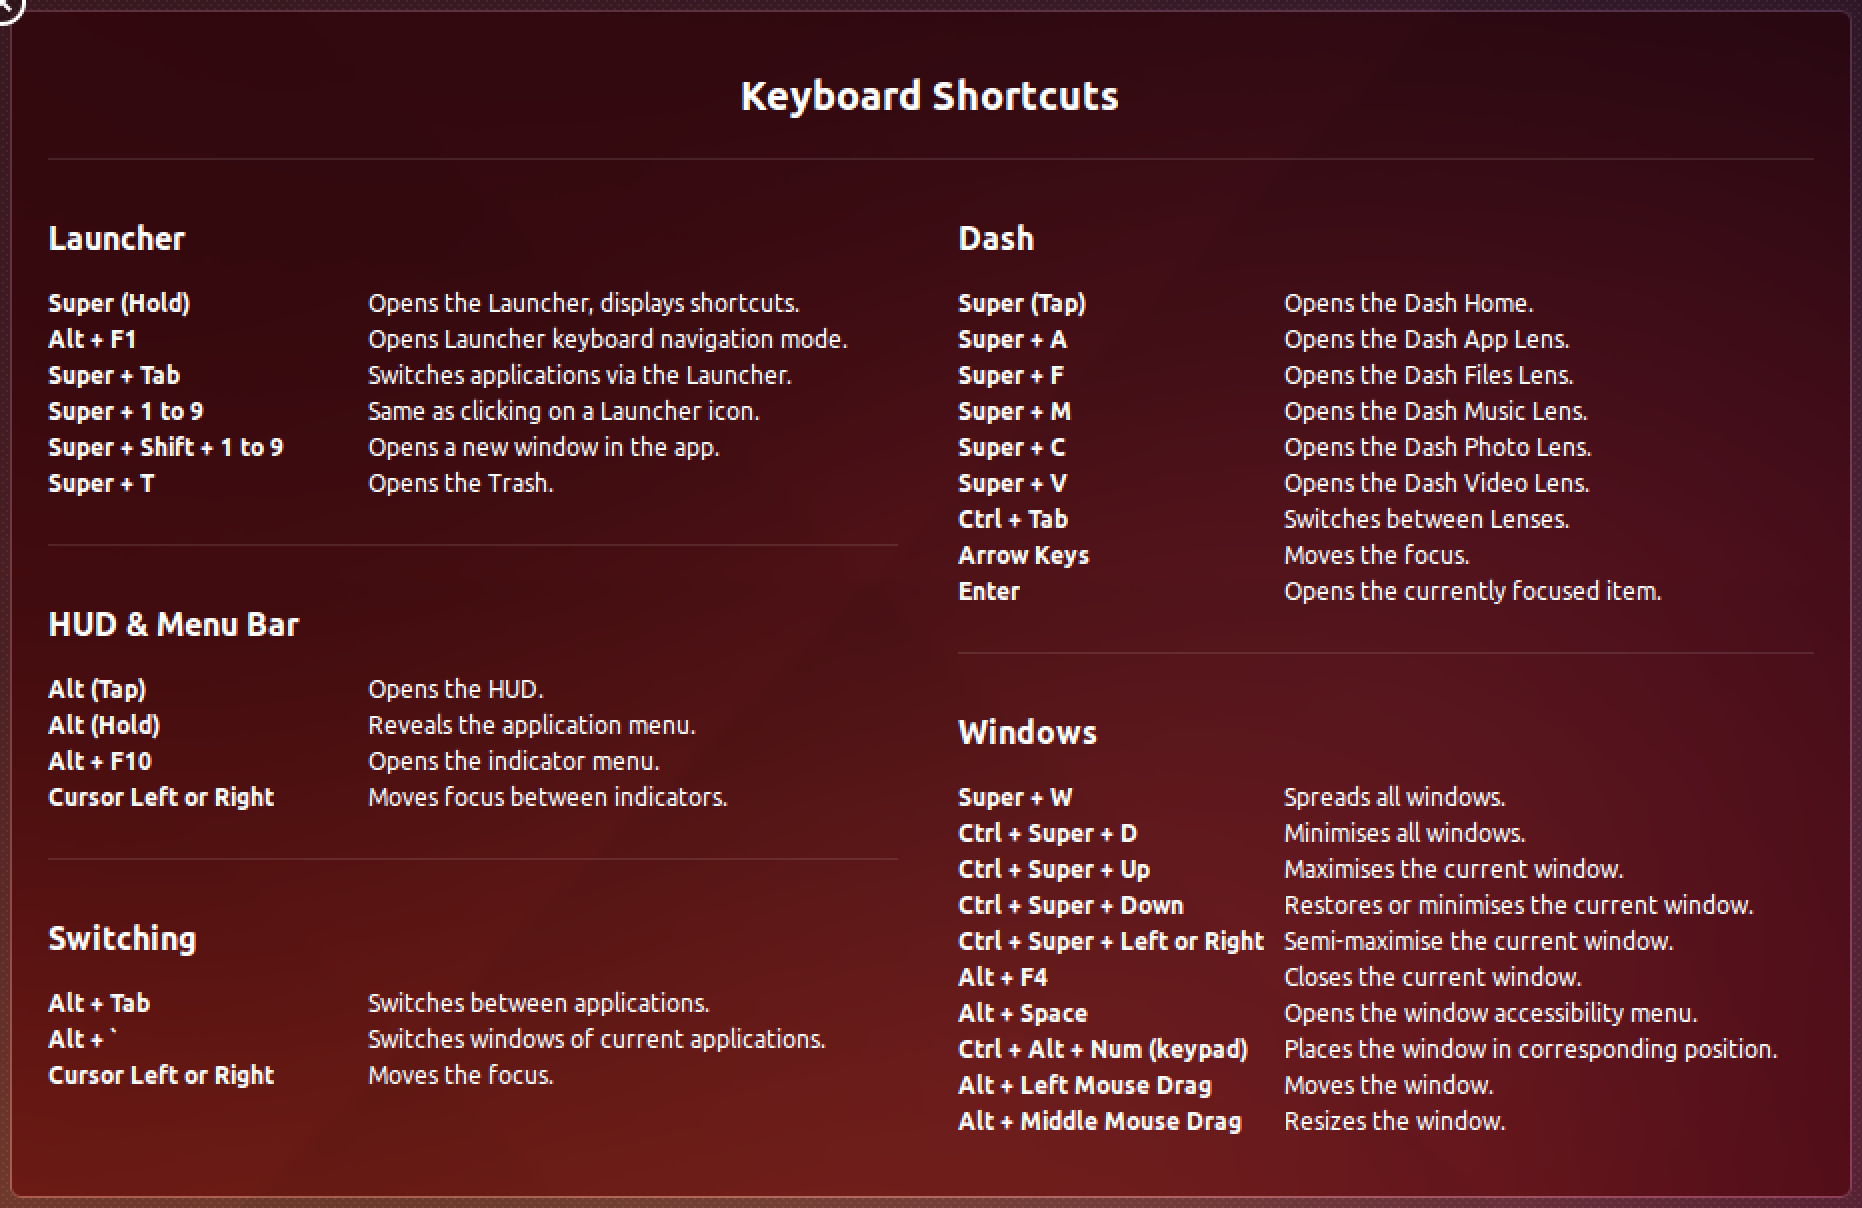 Keyboard Shortcuts
Launcher
Super (Hold) Opens the Launcher, displays shortcuts.
Alt + F1 Opens Launcher keyboard navigation mode.
Super + Tab Switches applications via the Launcher.
Super + 1 to 9 Same as clicking on a Launcher icon.
Super + Shift + 1 to 9 Opens a new window in the app.
Super + T Opens the Trash.
HUD & Menu Bar
Alt (Tap) Opens the HUD.
Alt (Hold) Reveals the application menu.
Alt + F10 Opens the indicator menu.
Cursor Left or Right Moves focus between indicators.
Switching
Alt + Tab Switches between applications.
Alt + ` Switches windows of current applications.
Cursor Left or Right Moves the focus.
Dash
Super (Tap) Opens the Dash Home.
Super + A Opens the Dash App Lens.
Super + F Opens the Dash Files Lens.
Super + M Opens the Dash Music Lens.
Super + C Opens the Dash Photo Lens.
Super + V Opens the Dash Video Lens.
Ctrl + Tab Switches between Lenses.
Arrow Keys Moves the focus.
Enter Opens the currently focused item.
Windows
Super + W Spreads all windows.
Ctrl + Super + D Minimises all windows.
Ctrl + Super + Up Maximises the current window.
Ctrl + Super + Down Restores or minimises the current window.
Ctrl + Super + Left or Right Semi-maximise the current window.
Alt + F4 Closes the current window.
Alt + Space Opens the window accessibility menu.
Ctrl + Alt + Num (keypad) Places the window in corresponding position.
Alt + Left Mouse Drag Moves the window.
Alt + Middle Mouse Drag Resizes the window.